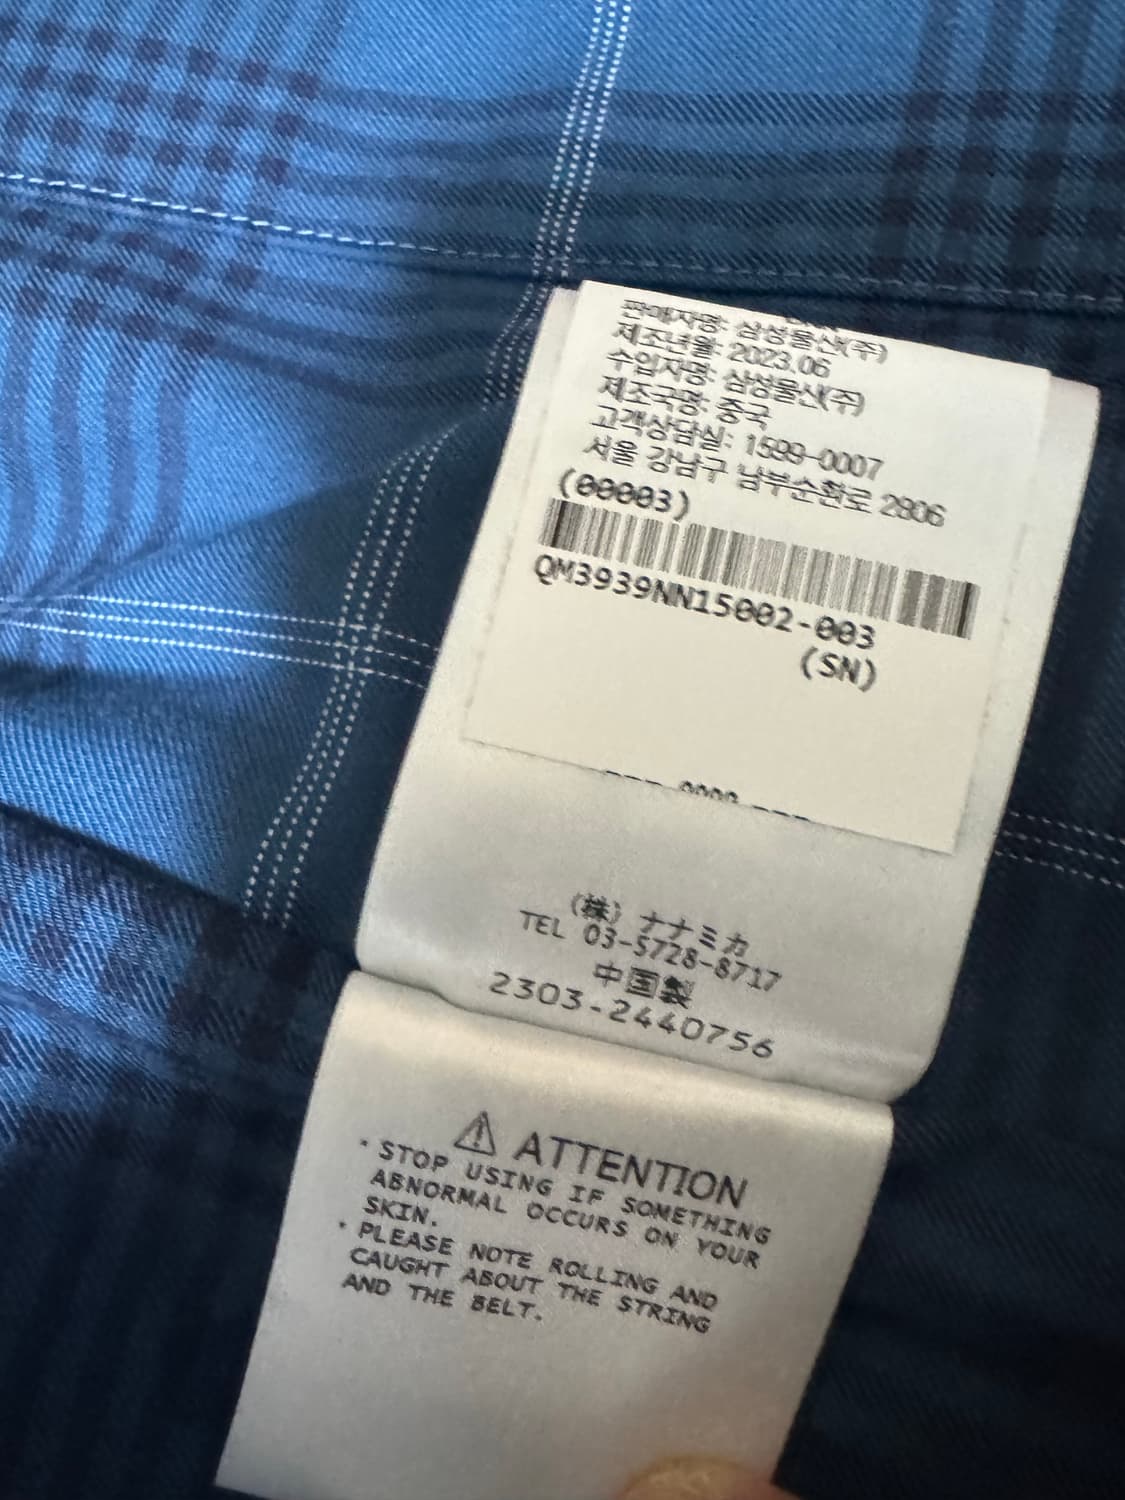 판매자명: 삼성물산(주)
제조년월: 2023.06
수입자명: 삼성물산(주)
제조국명: 중국
고객상담실: 1599-0007
서울 강남구 남부순환로 2806
(00003)
QM3939NN15002-003
(SN)
(株) ナナミカ
TEL 03-5728-8717
中国製
2303-2440756
⚠ ATTENTION
・STOP USING IF SOMETHING
ABNORMAL OCCURS ON YOUR
SKIN.
・PLEASE NOTE ROLLING AND
CAUGHT ABOUT THE STRING
AND THE BELT.